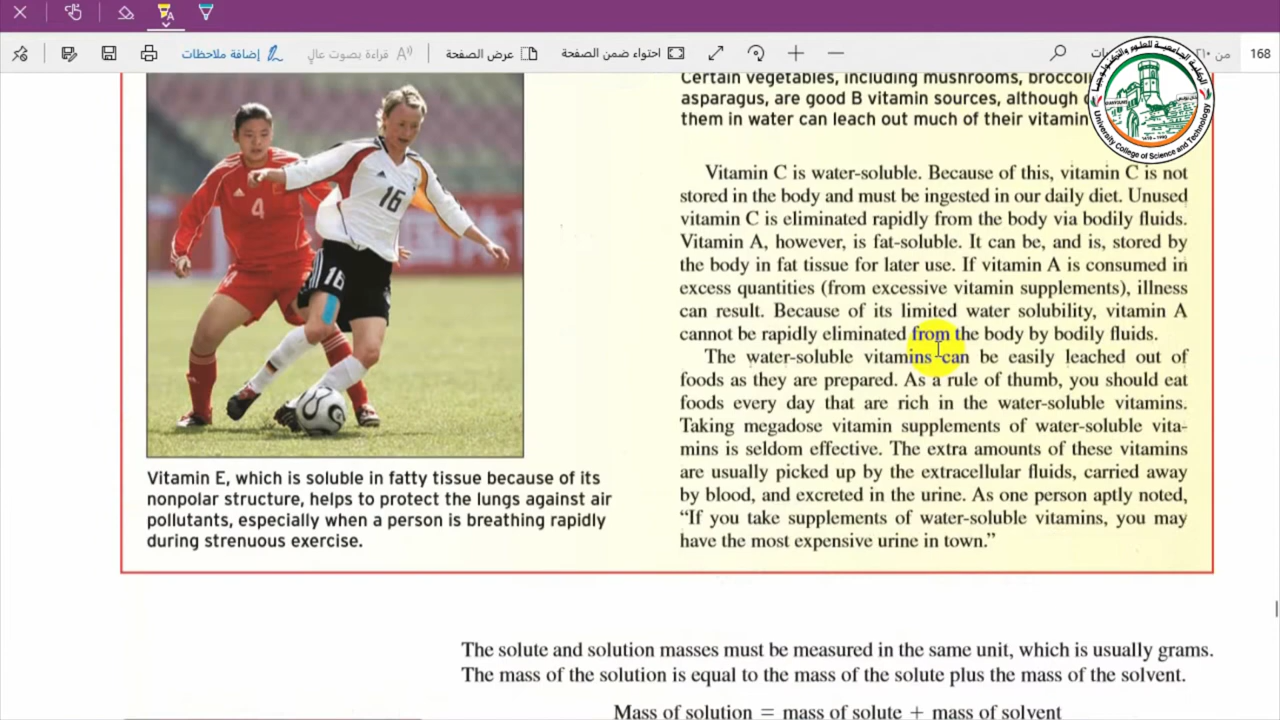 إضافة ملاحظات
قراءة بصوت عالٍ
عرض الصفحة
احتواء ضمن الصفحة
من
168
University College of Science and Technology
Certain vegetables, including mushrooms, broccoli
asparagus, are good B vitamin sources, although
them in water can leach out much of their vitamin
Vitamin C is water-soluble. Because of this, vitamin C is not
stored in the body and must be ingested in our daily diet. Unused
vitamin C is eliminated rapidly from the body via bodily fluids.
Vitamin A, however, is fat-soluble. It can be, and is, stored by
the body in fat tissue for later use. If vitamin A is consumed in
excess quantities (from excessive vitamin supplements), illness
can result. Because of its limited water solubility, vitamin A
cannot be rapidly eliminated from the body by bodily fluids.
The water-soluble vitamins can be easily leached out of
foods as they are prepared. As a rule of thumb, you should eat
foods every day that are rich in the water-soluble vitamins.
Taking megadose vitamin supplements of water-soluble vita-
mins is seldom effective. The extra amounts of these vitamins
are usually picked up by the extracellular fluids, carried away
by blood, and excreted in the urine. As one person aptly noted,
“If you take supplements of water-soluble vitamins, you may
have the most expensive urine in town.”
4
16
16
Vitamin E, which is soluble in fatty tissue because of its
nonpolar structure, helps to protect the lungs against air
pollutants, especially when a person is breathing rapidly
during strenuous exercise.
The solute and solution masses must be measured in the same unit, which is usually grams.
The mass of the solution is equal to the mass of the solute plus the mass of the solvent.
Mass of solution = mass of solute + mass of solvent